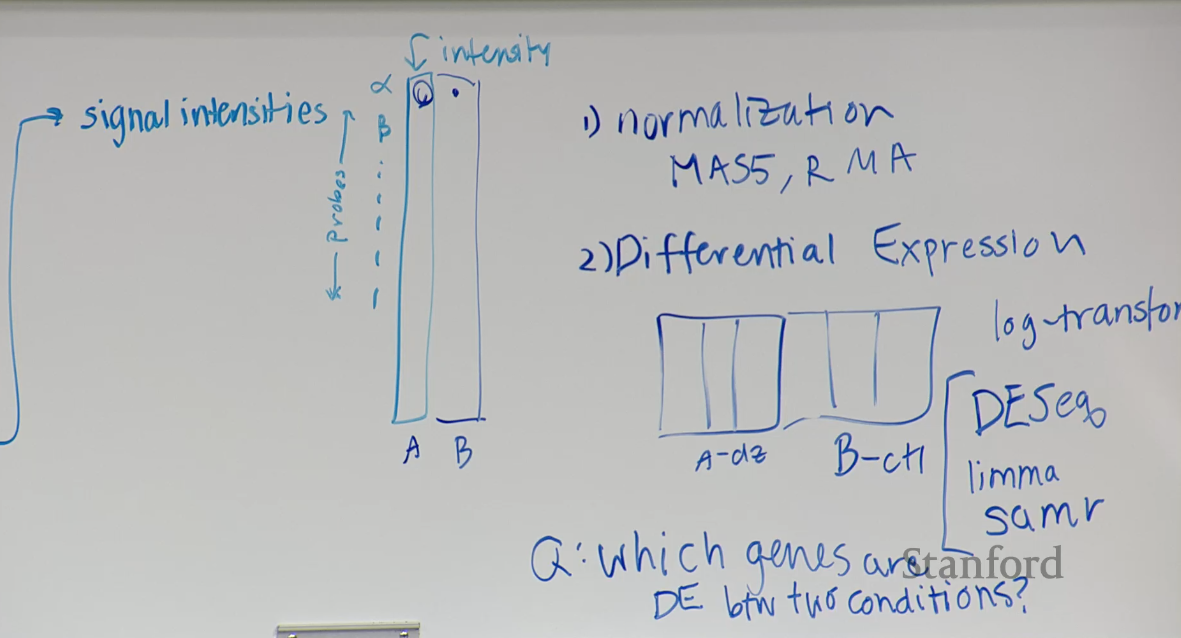 intensity
signal intensities
α
β
Probes
A B
1) normalization
MAS5, RMA
2) Differential Expression
log-transfor
A-dz B-ctl
DESeq
limma
samr
Q: which genes are
DE btw two conditions?
Stanford